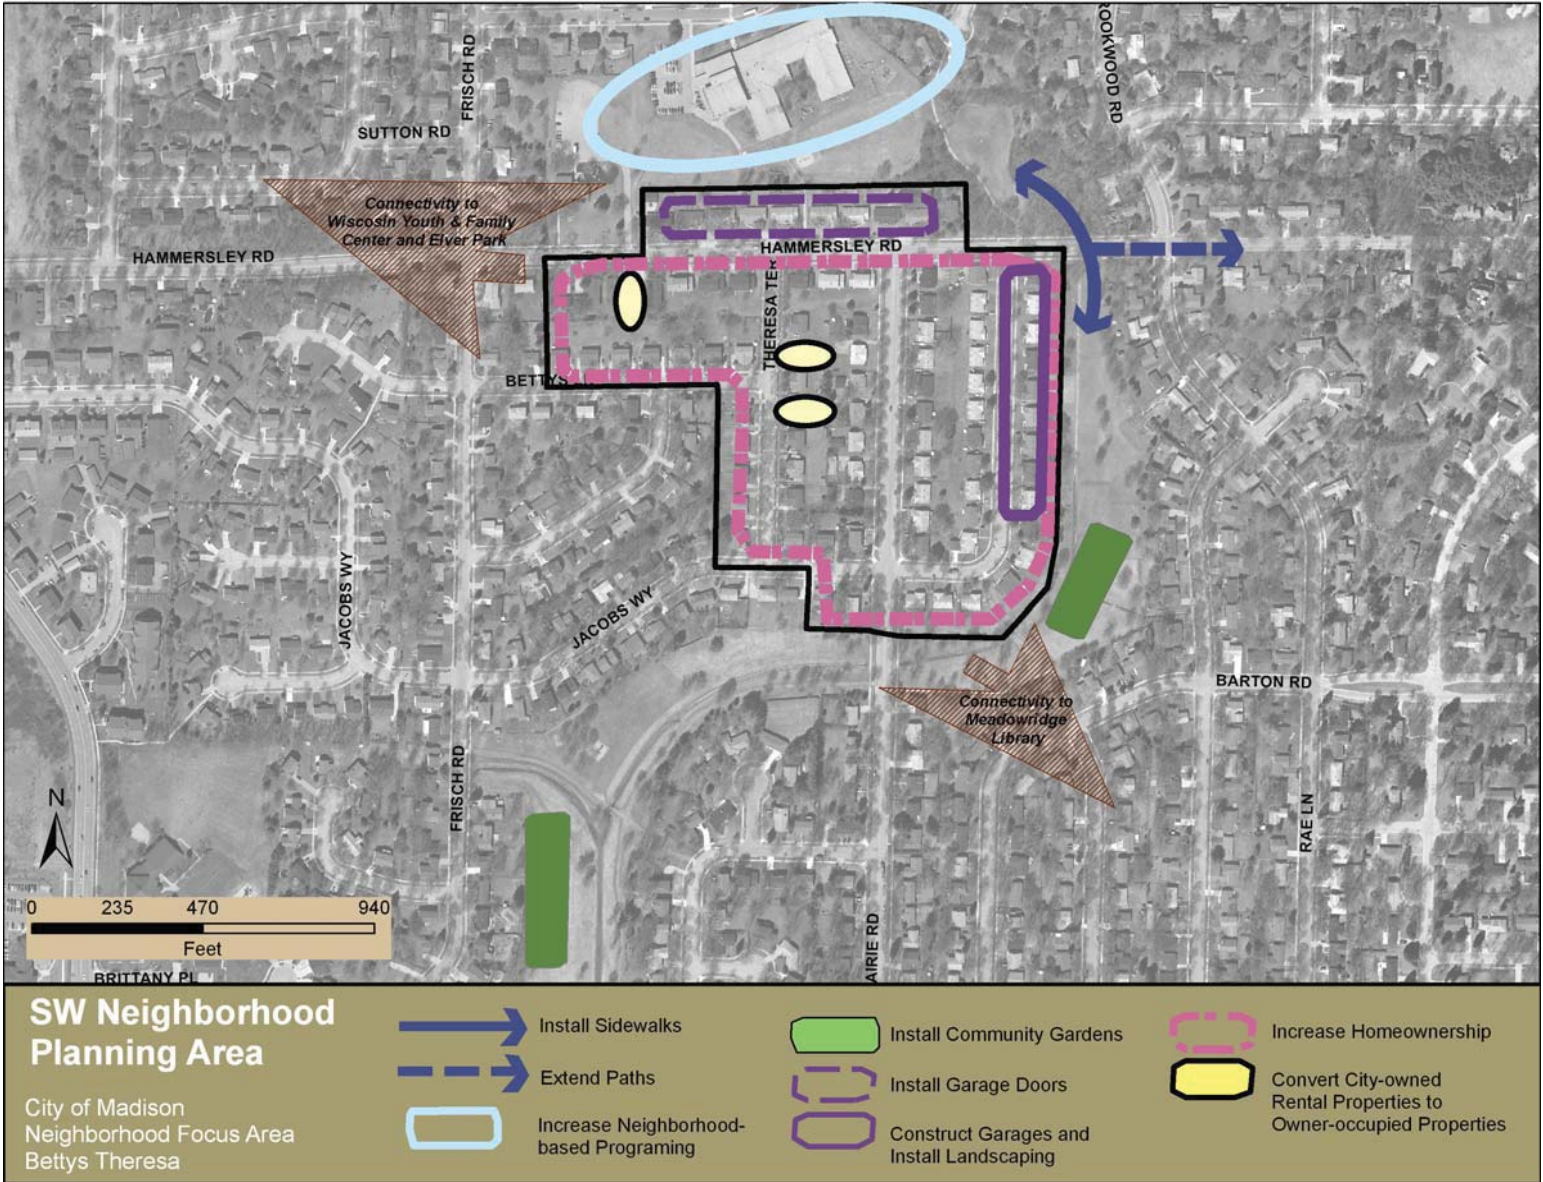 ROOKWOOD RD
FRISCH RD
SUTTON RD
Connectivity to
Wiscosin Youth & Family
Center and Elver Park
HAMMERSLEY RD
HAMMERSLEY RD
THERESA TER
BETTYS
JACOBS WY
JACOBS WY
BARTON RD
Connectivity to
Meadowridge
Library
FRISCH RD
RAE LN
AIRIE RD
N
0 235 470 940
Feet
BRITTANY PL
SW Neighborhood
Planning Area
City of Madison
Neighborhood Focus Area
Bettys Theresa
Install Sidewalks
Extend Paths
Increase Neighborhood-
based Programing
Install Community Gardens
Install Garage Doors
Construct Garages and
Install Landscaping
Increase Homeownership
Convert City-owned
Rental Properties to
Owner-occupied Properties